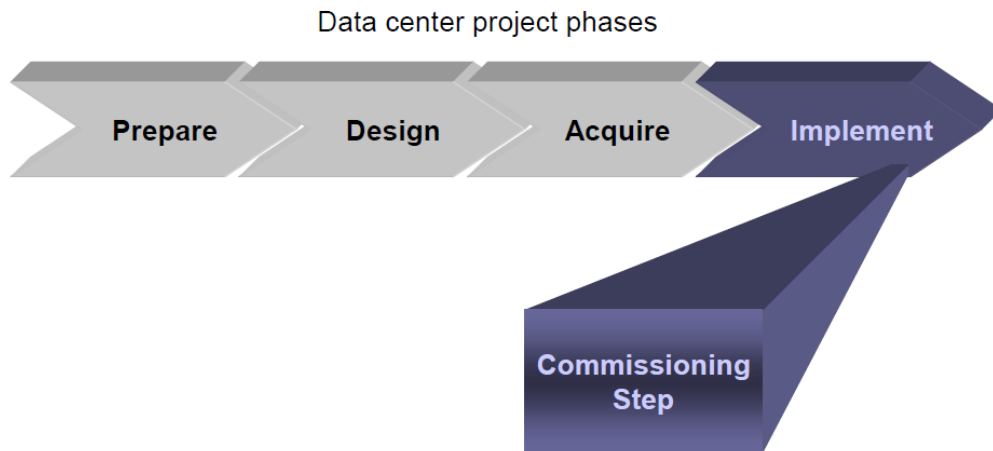 Data center project phases
Prepare
Design
Acquire
Implement
Commissioning
Step